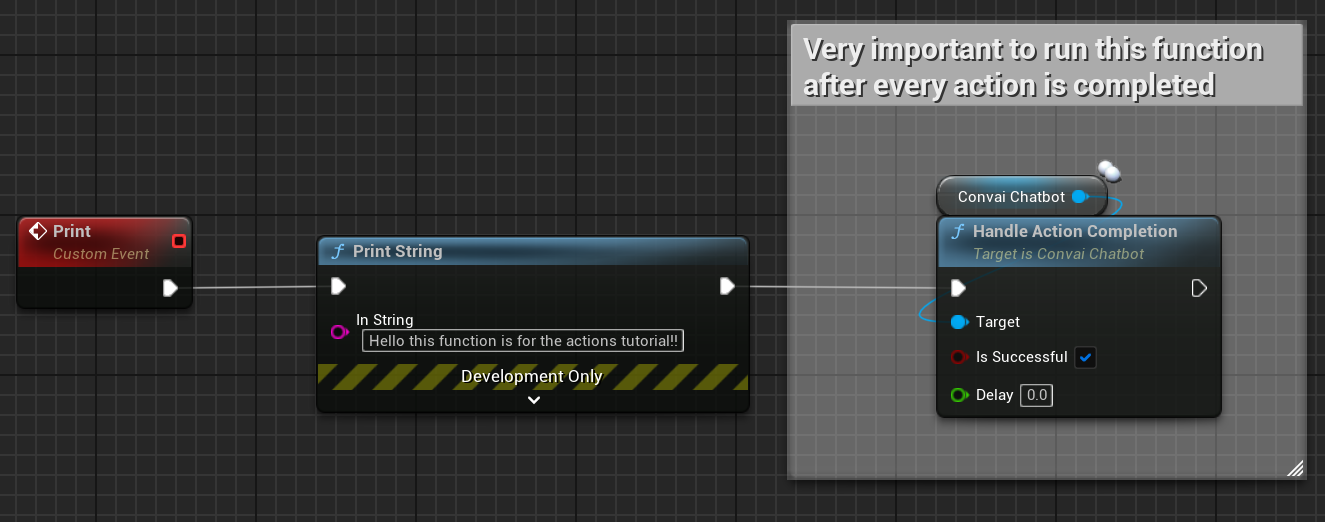 Very important to run this function
after every action is completed
Convai Chatbot
Print
Custom Event
Print String
In String
Hello this function is for the actions tutorial!!
Development Only
Handle Action Completion
Target is Convai Chatbot
Target
Is Successful
Delay 0.0